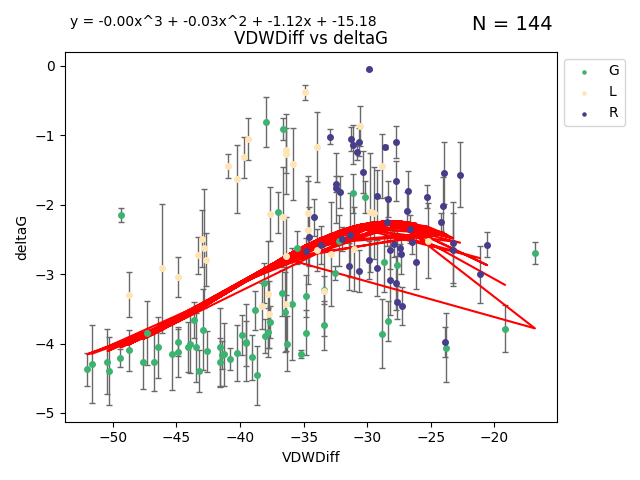 y = -0.00x^3 + -0.03x^2 + -1.12x + -15.18
N = 144
VDWDiff vs deltaG
G
L
R
deltaG
0
−1
−2
−3
−4
−5
−50 −45 −40 −35 −30 −25 −20
VDWDiff